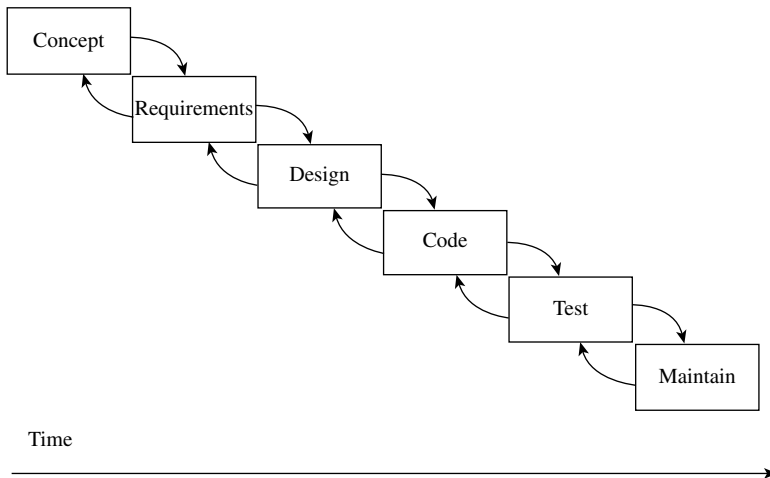 Concept
Requirements
Design
Code
Test
Maintain
Time